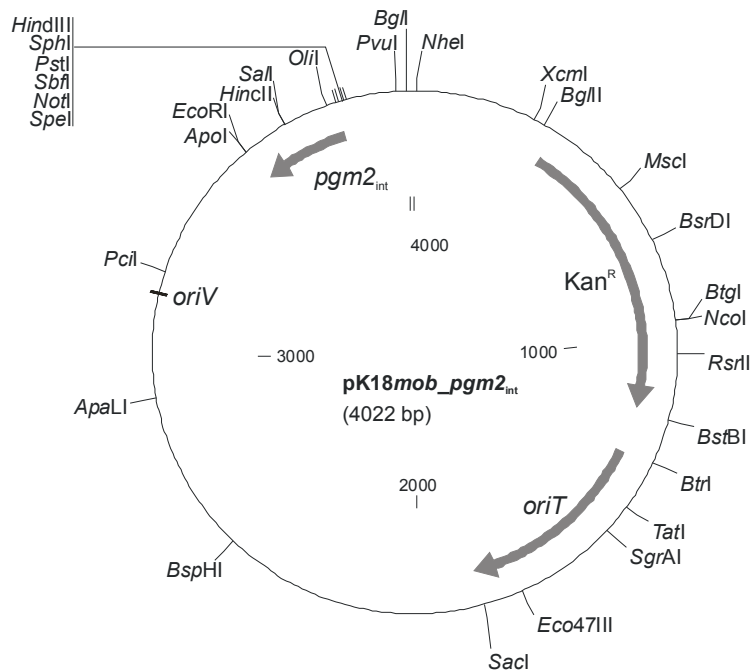 HindIII
SphI
PstI
SbfI
NotI
SpeI
OliI
SalI
HincII
EcoRI
ApoI
BglI
PvuI
NheI
XcmI
BglII
MscI
BsrDI
BtgI
NcoI
RsrII
BstBI
BtrI
TatI
SgrAI
Eco47III
SacI
BspHI
ApaLI
PciI
oriV
pgm2int
KanR
oriT
4000
1000
2000
3000
pK18mob_pgm2int
(4022 bp)